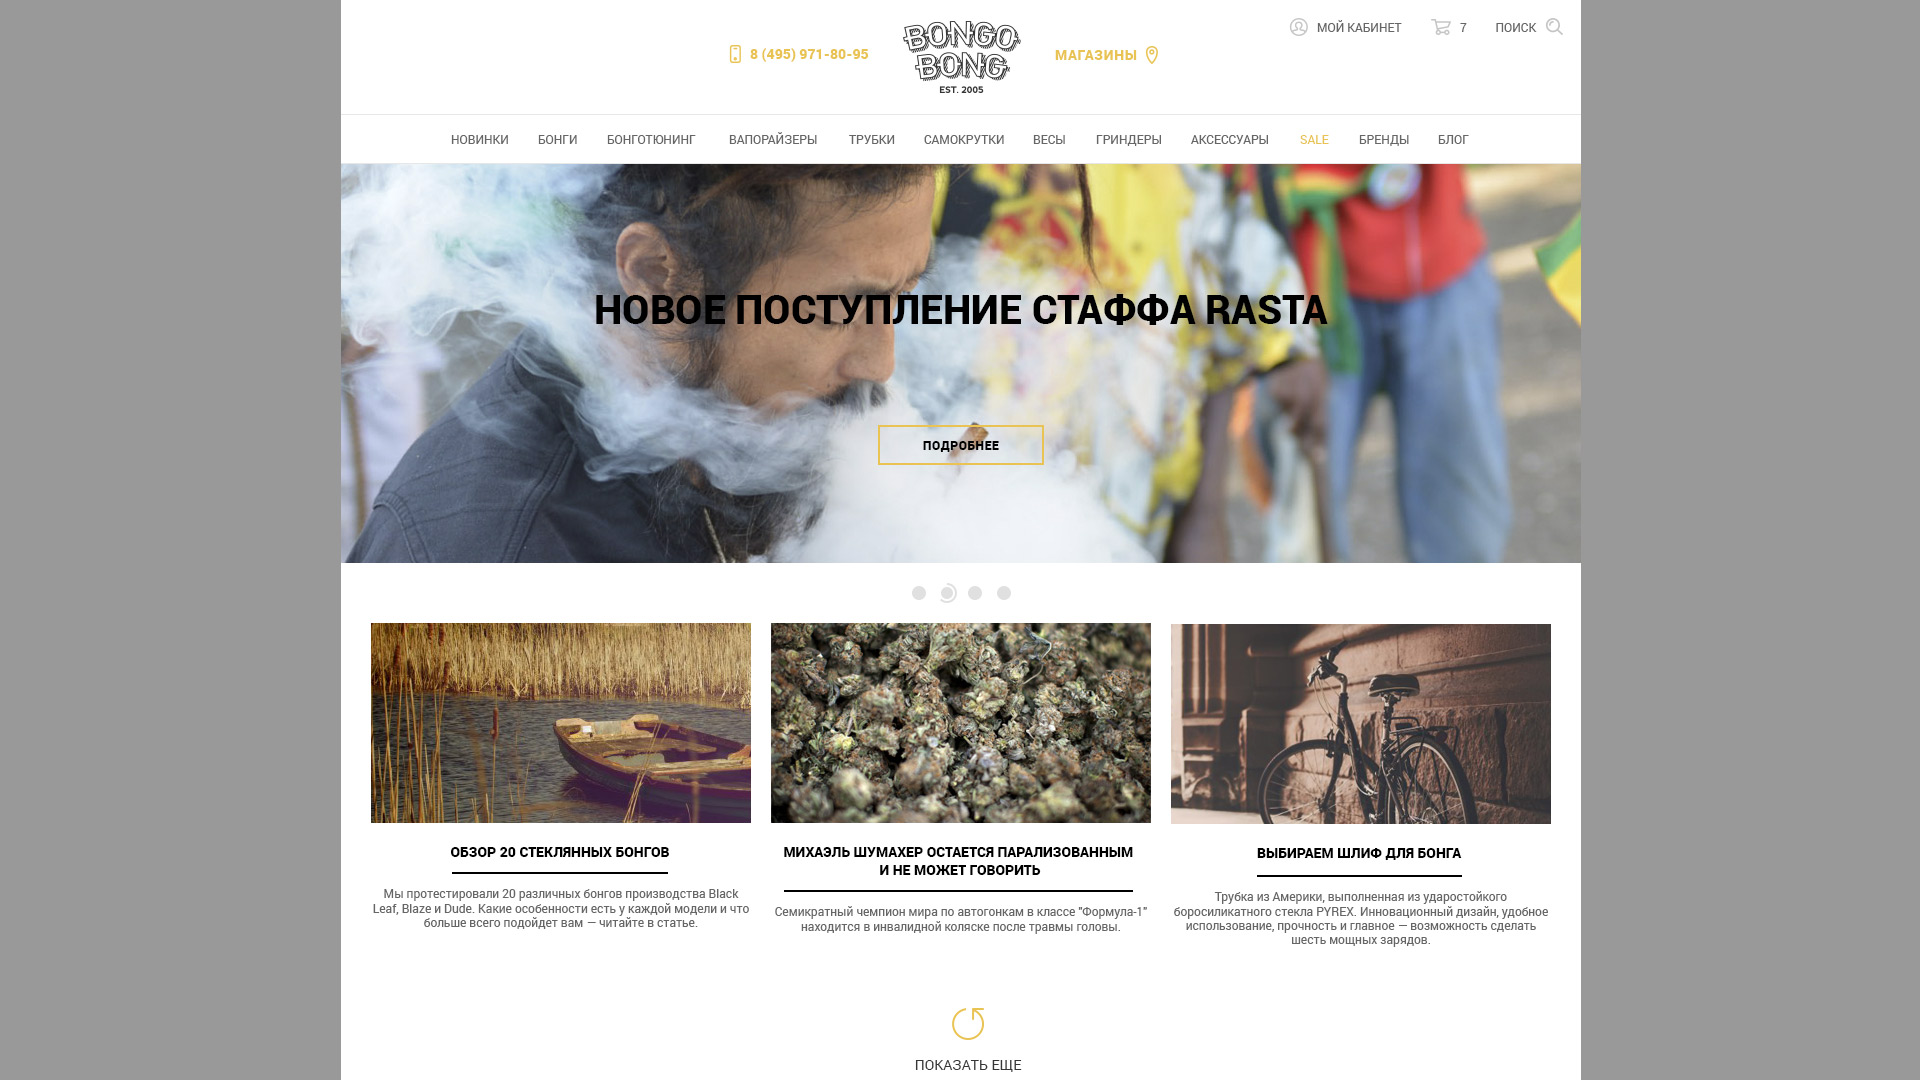 МОЙ КАБИНЕТ
7
ПОИСК
8 (495) 971-80-95
BONGO
BONG
EST. 2005
МАГАЗИНЫ
НОВИНКИ БОНГИ БОНГОТЮНИНГ ВАПОРАЙЗЕРЫ ТРУБКИ САМОКРУТКИ ВЕСЫ ГРИНДЕРЫ АКСЕССУАРЫ SALE БРЕНДЫ БЛОГ
НОВОЕ ПОСТУПЛЕНИЕ СТАФФА RASTA
ПОДРОБНЕЕ
ОБЗОР 20 СТЕКЛЯННЫХ БОНГОВ
Мы протестировали 20 различных бонгов производства Black
Leaf, Blaze и Dude. Какие особенности есть у каждой модели и что
больше всего подойдет вам — читайте в статье.
МИХАЭЛЬ ШУМАХЕР ОСТАЕТСЯ ПАРАЛИЗОВАННЫМ
И НЕ МОЖЕТ ГОВОРИТЬ
Семикратный чемпион мира по автогонкам в классе "Формула-1"
находится в инвалидной коляске после травмы головы.
ВЫБИРАЕМ ШЛИФ ДЛЯ БОНГА
Трубка из Америки, выполненная из ударостойкого
боросиликатного стекла PYREX. Инновационный дизайн, удобное
использование, прочность и главное — возможность сделать
шесть мощных зарядов.
ПОКАЗАТЬ ЕЩЕ